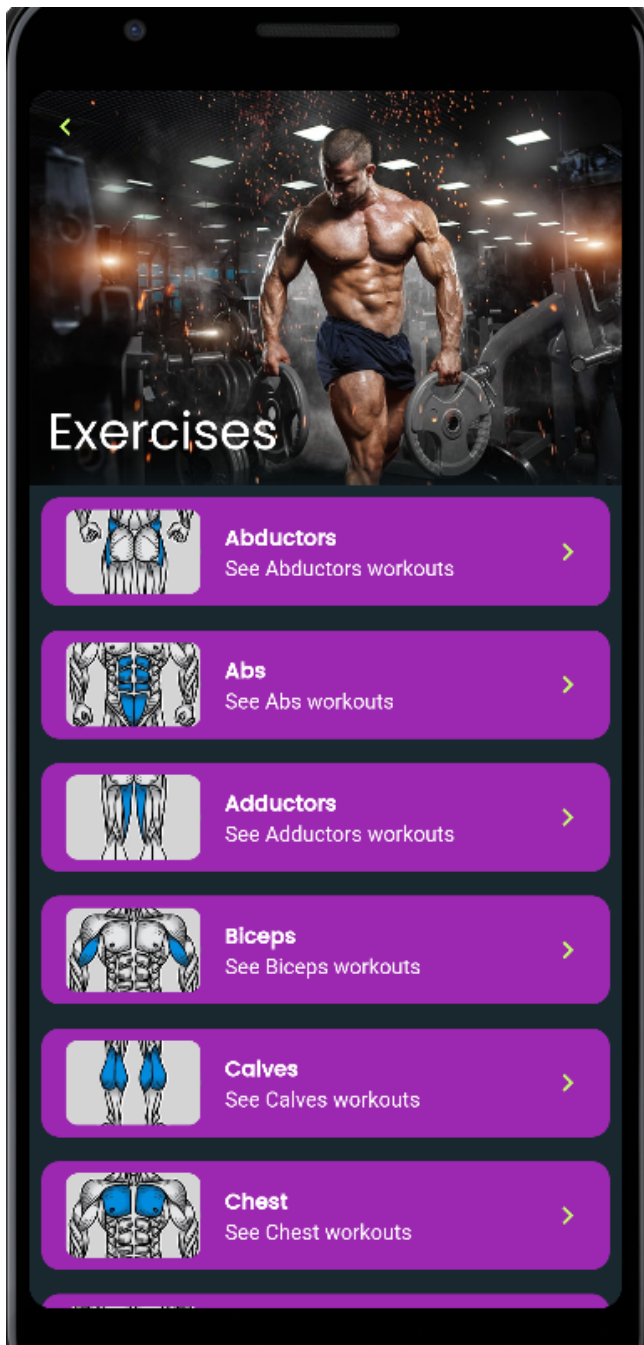 Exercises
Abductors
See Abductors workouts
Abs
See Abs workouts
Adductors
See Adductors workouts
Biceps
See Biceps workouts
Calves
See Calves workouts
Chest
See Chest workouts